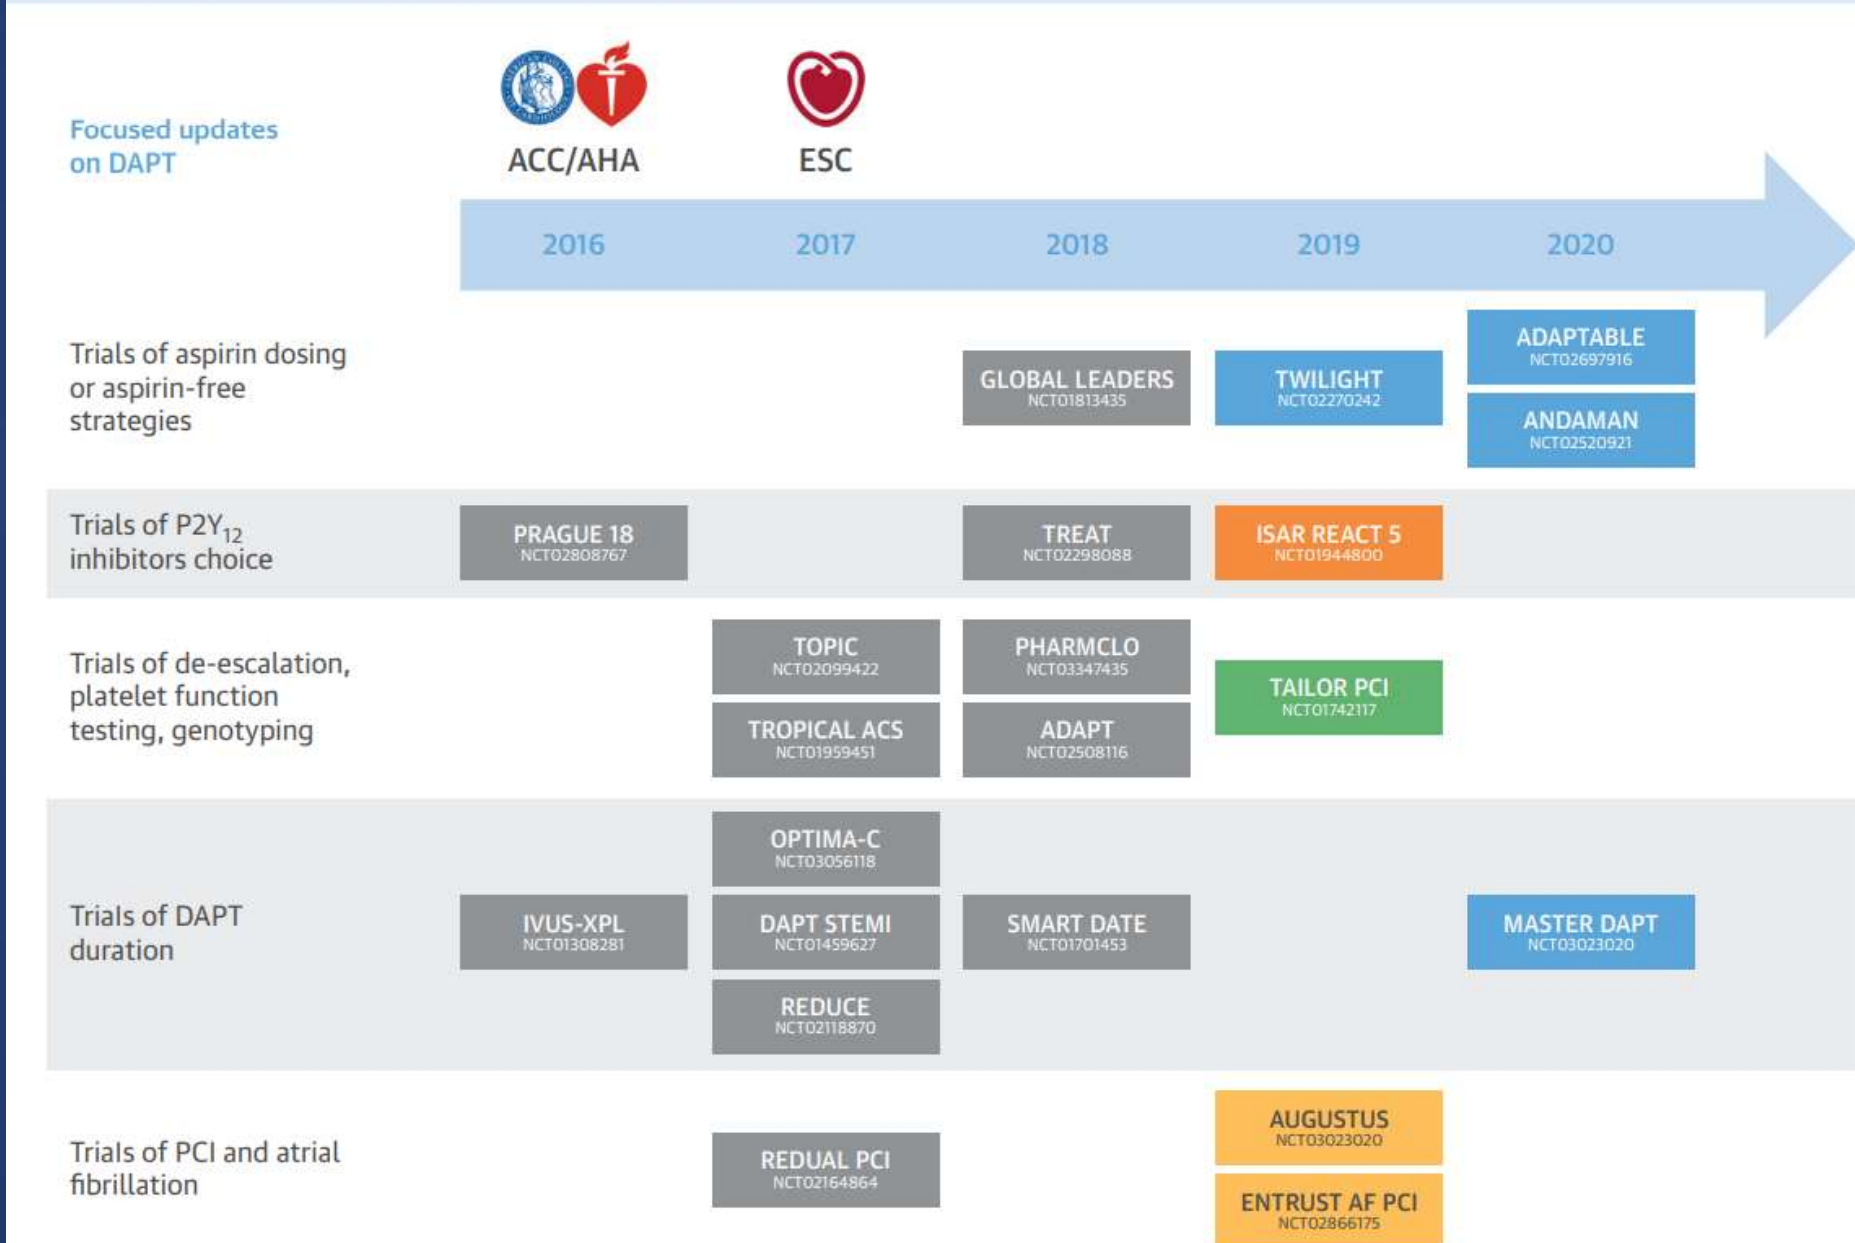 Focused updates
on DAPT
ACC/AHA
ESC
2016
2017
2018
2019
2020
Trials of aspirin dosing
or aspirin-free
strategies
GLOBAL LEADERS
NCT01813435
TWILIGHT
NCT02270242
ADAPTABLE
NCT02697916
ANDAMAN
NCT02520921
Trials of P2Y12
inhibitors choice
PRAGUE 18
NCT02808767
TREAT
NCT02298088
ISAR REACT 5
NCT01944800
Trials of de-escalation,
platelet function
testing, genotyping
TOPIC
NCT02099422
TROPICAL ACS
NCT01959451
PHARMCLO
NCT03347435
ADAPT
NCT02508116
TAILOR PCI
NCT01742117
Trials of DAPT
duration
IVUS-XPL
NCT01308281
OPTIMA-C
NCT03056118
DAPT STEMI
NCT01459627
REDUCE
NCT02118870
SMART DATE
NCT01701453
MASTER DAPT
NCT03023020
Trials of PCI and atrial
fibrillation
REDUAL PCI
NCT02164864
AUGUSTUS
NCT03023020
ENTRUST AF PCI
NCT02866175